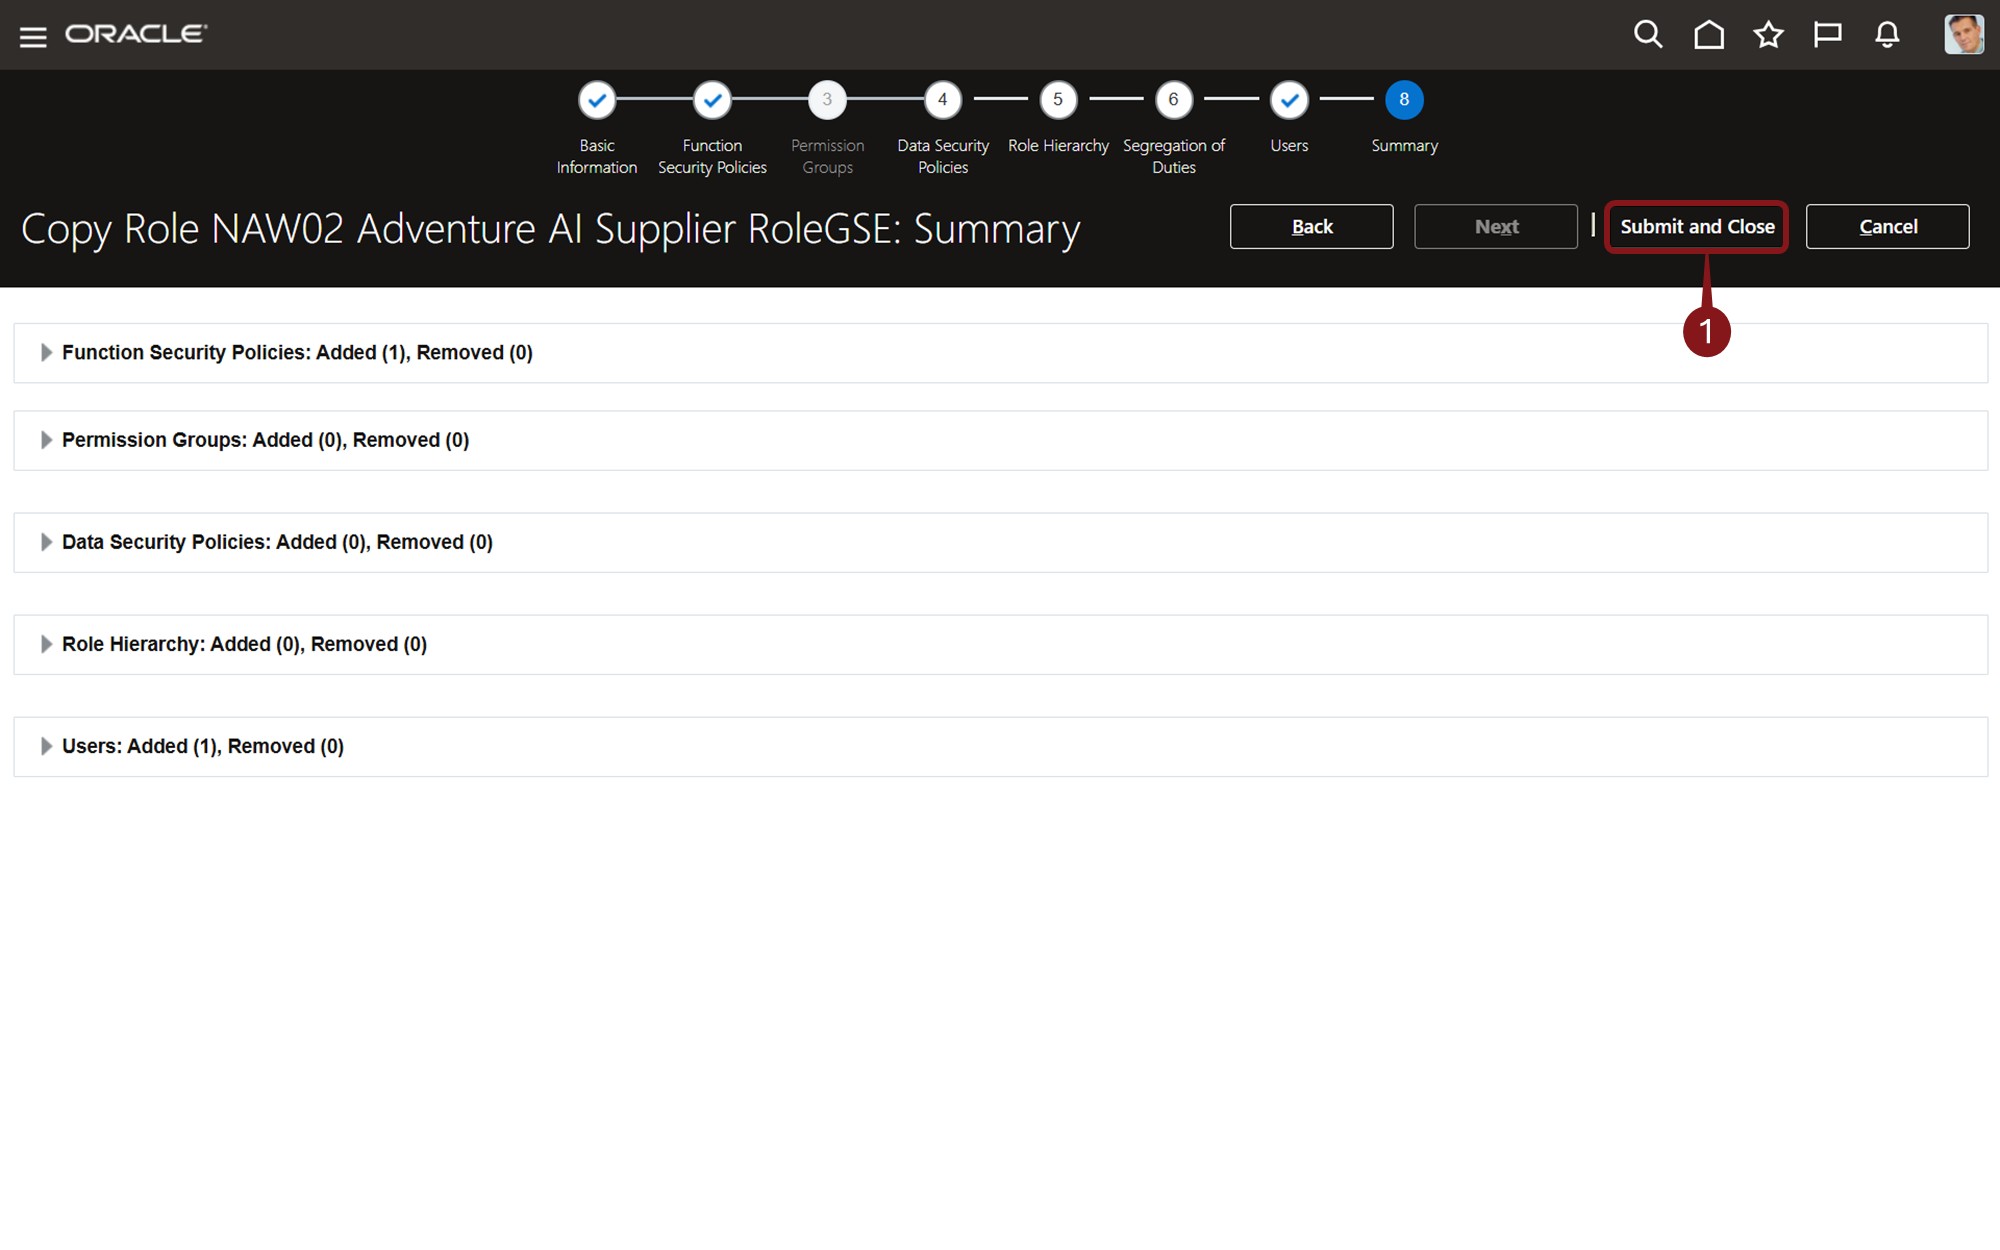 ORACLE
3
4
5
6
8
Basic
Information
Function
Security Policies
Permission
Groups
Data Security
Policies
Role Hierarchy
Segregation of
Duties
Users
Summary
Copy Role NAW02 Adventure AI Supplier RoleGSE: Summary
Back
Next
Submit and Close
Cancel
1
Function Security Policies: Added (1), Removed (0)
Permission Groups: Added (0), Removed (0)
Data Security Policies: Added (0), Removed (0)
Role Hierarchy: Added (0), Removed (0)
Users: Added (1), Removed (0)